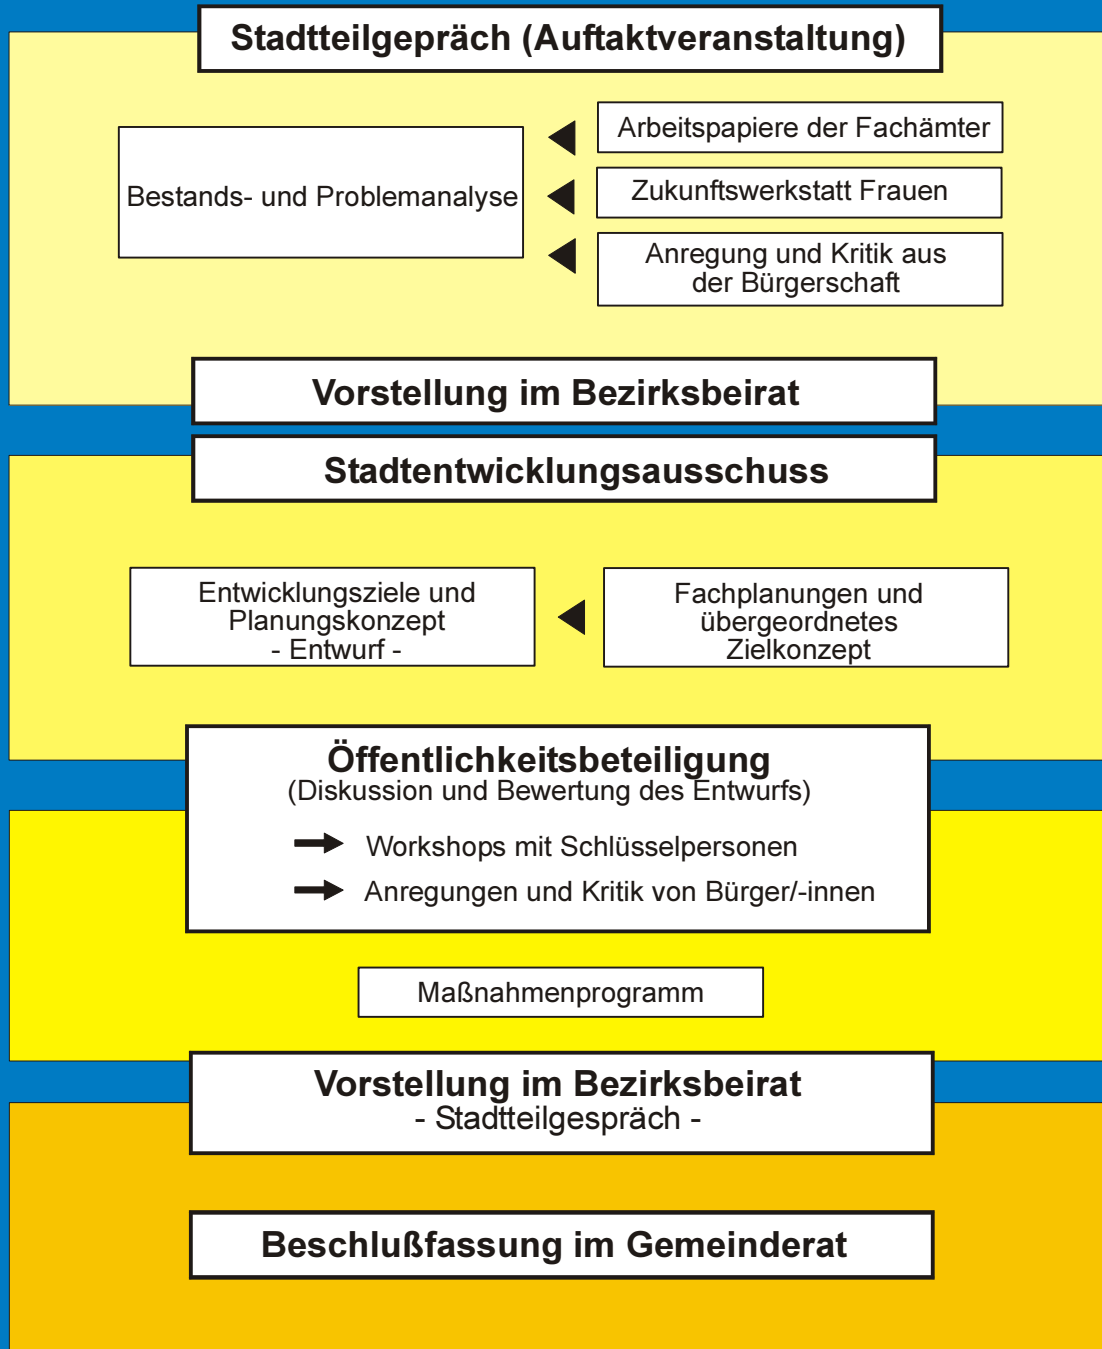 Stadtteilgepräch (Auftaktveranstaltung)
Bestands- und Problemanalyse
Arbeitspapiere der Fachämter
Zukunftswerkstatt Frauen
Anregung und Kritik aus
der Bürgerschaft
Vorstellung im Bezirksbeirat
Stadtentwicklungsausschuss
Entwicklungsziele und
Planungskonzept
- Entwurf -
Fachplanungen und
übergeordnetes
Zielkonzept
Öffentlichkeitsbeteiligung
(Diskussion und Bewertung des Entwurfs)
Workshops mit Schlüsselpersonen
Anregungen und Kritik von Bürger/-innen
Maßnahmenprogramm
Vorstellung im Bezirksbeirat
- Stadtteilgespräch -
Beschlußfassung im Gemeinderat